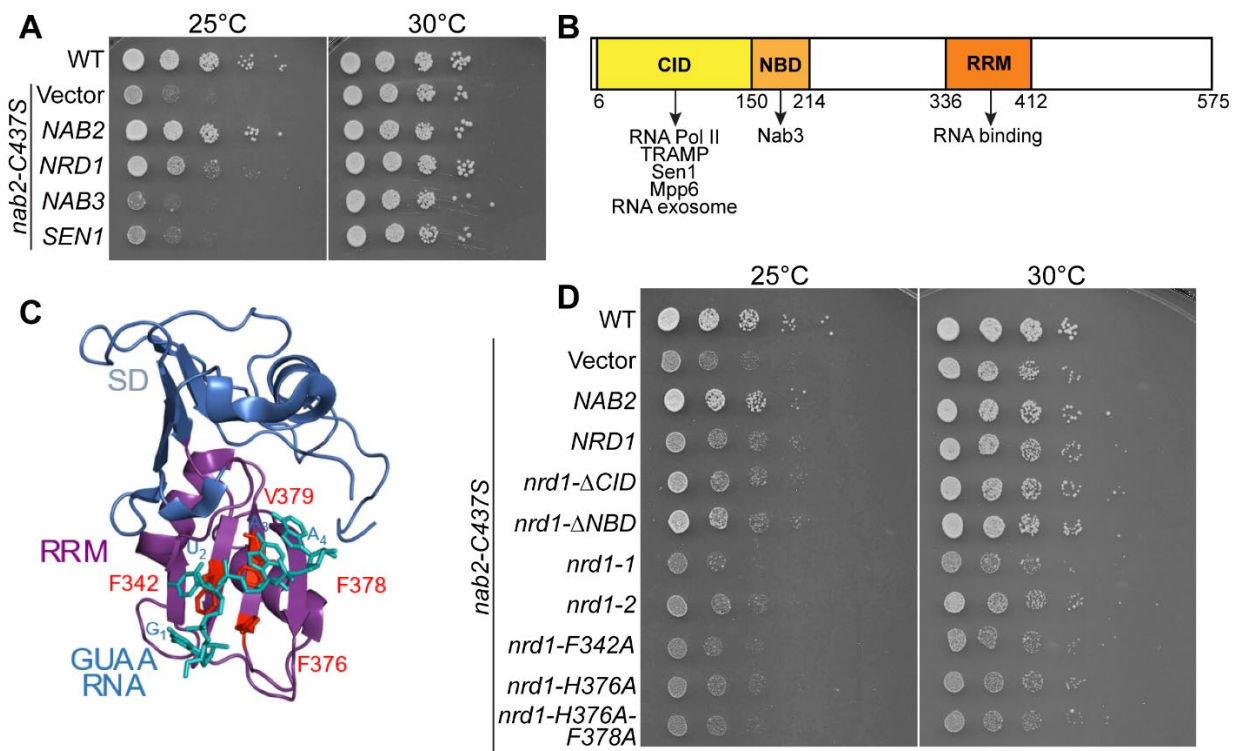 A
25°C
30°C
WT
Vector
NAB2
NRD1
NAB3
SEN1
nab2-C437S
B
CID
NBD
RRM
6
150
214
336
412
575
RNA Pol II
TRAMP
Sen1
Mpp6
RNA exosome
Nab3
RNA binding
C
SD
RRM
V379
A3
A4
U2
F342
F378
G1
F376
GUAA
RNA
D
25°C
30°C
WT
Vector
NAB2
NRD1
nrd1-ΔCID
nrd1-ΔNBD
nrd1-1
nrd1-2
nrd1-F342A
nrd1-H376A
nrd1-H376A-
F378A
nab2-C437S